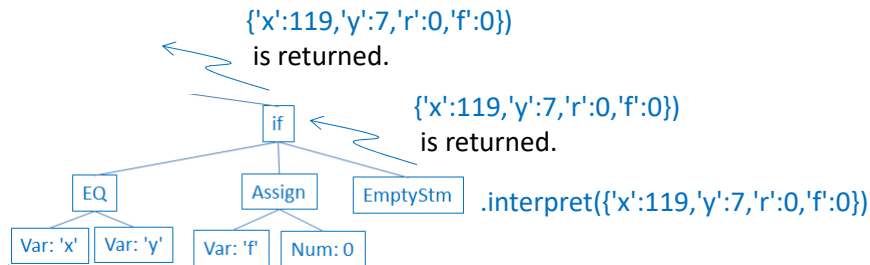 {'x':119,'y':7,'r':0,'f':0})
is returned.
{'x':119,'y':7,'r':0,'f':0})
is returned.
if
EQ
Assign
EmptyStm
.interpret({'x':119,'y':7,'r':0,'f':0})
Var: 'x'
Var: 'y'
Var: 'f'
Num: 0